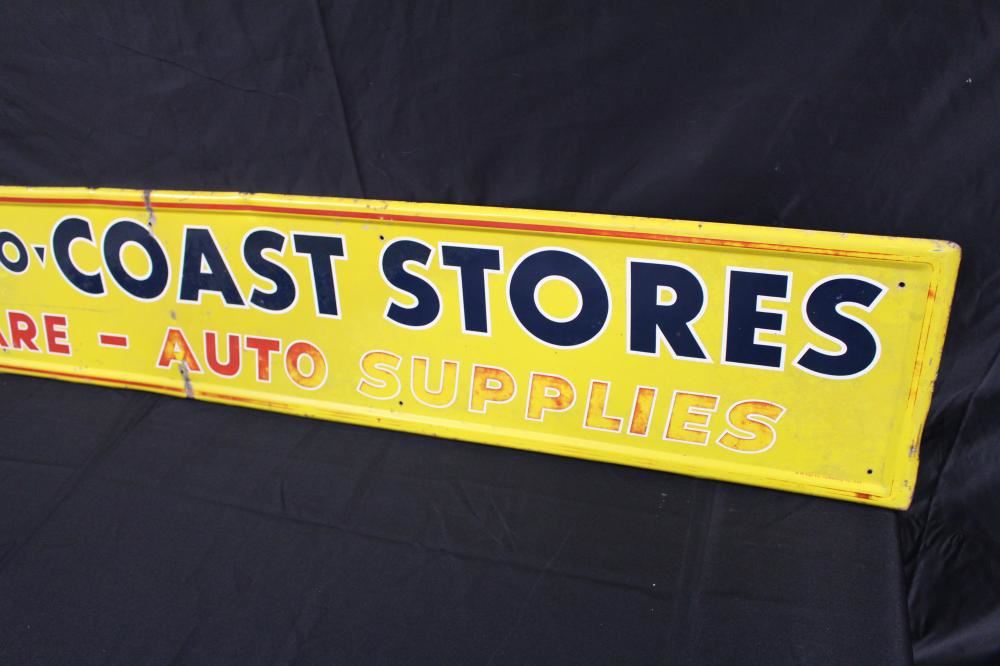 O-COAST STORES
ARE - AUTO SUPPLIES